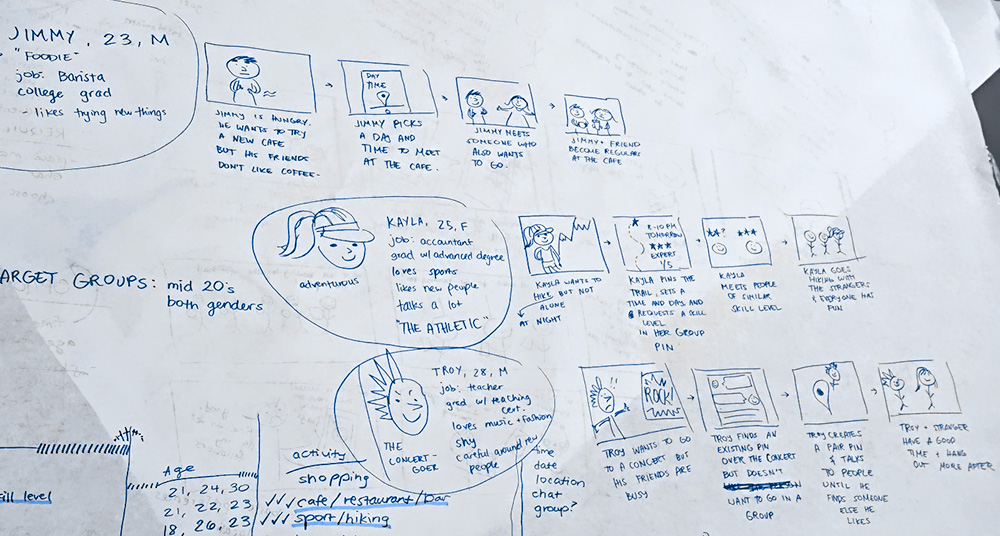 JIMMY, 23, M
"FOODIE"
job: Barista
college grad
likes trying new things
JIMMY IS HUNGRY.
HE WANTS TO TRY
A NEW CAFE
BUT HIS FRIENDS
DON'T LIKE COFFEE.
DAY
TIME
JIMMY PICKS
A DAY AND
TIME TO MEET
AT THE CAFE.
JIMMY MEETS
SOMEONE WHO
ALSO WANTS
TO GO.
JIMMY + FRIEND
BECOME REGULARS
AT THE CAFE
ARGET GROUPS: mid 20's
both genders
adventurous
KAYLA, 25, F
job: accountant
grad w/ advanced degree
loves sports
likes new people
talks a lot
"THE ATHLETIC"
KAYLA WANTS TO
HIKE BUT NOT
ALONE
AT NIGHT
8-10 PM
TOMORROW
★★★
EXPERT
1/5
KAYLA PINS THE
TRAIL, SETS A
TIME AND DAYS AND
REQUESTS A SKILL
LEVEL
IN HER GROUP
PIN
★★? ★★★
KAYLA
MEETS PEOPLE
OF SIMILAR
SKILL LEVEL
KAYLA GOES
HIKING WITH
THE STRANGERS
& EVERYONE HAS
FUN
TROY, 28, M
job: teacher
grad w/ teaching
cert.
loves music + fashion
shy
careful around new
people
THE
CONCERT-
GOER
ROCK!
TROY WANTS TO GO
TO A CONCERT BUT
HIS FRIENDS ARE
BUSY
TROY FINDS AN
EXISTING PIN
OVER THE CONCERT
BUT DOESN'T
WANT TO GO IN A
GROUP
TROY CREATES
A PAIR PIN
& TALKS
TO PEOPLE
UNTIL HE
FINDS SOMEONE
ELSE HE
LIKES
TROY + STRANGER
HAVE A GOOD
TIME & HANG
OUT MORE AFTER
ill level
Age
21, 24, 30
21, 22, 23
18, 26, 23
activity
shopping
✓✓✓ cafe/restaurant/bar
✓✓✓ sport/hiking
time
date
location
chat
group?